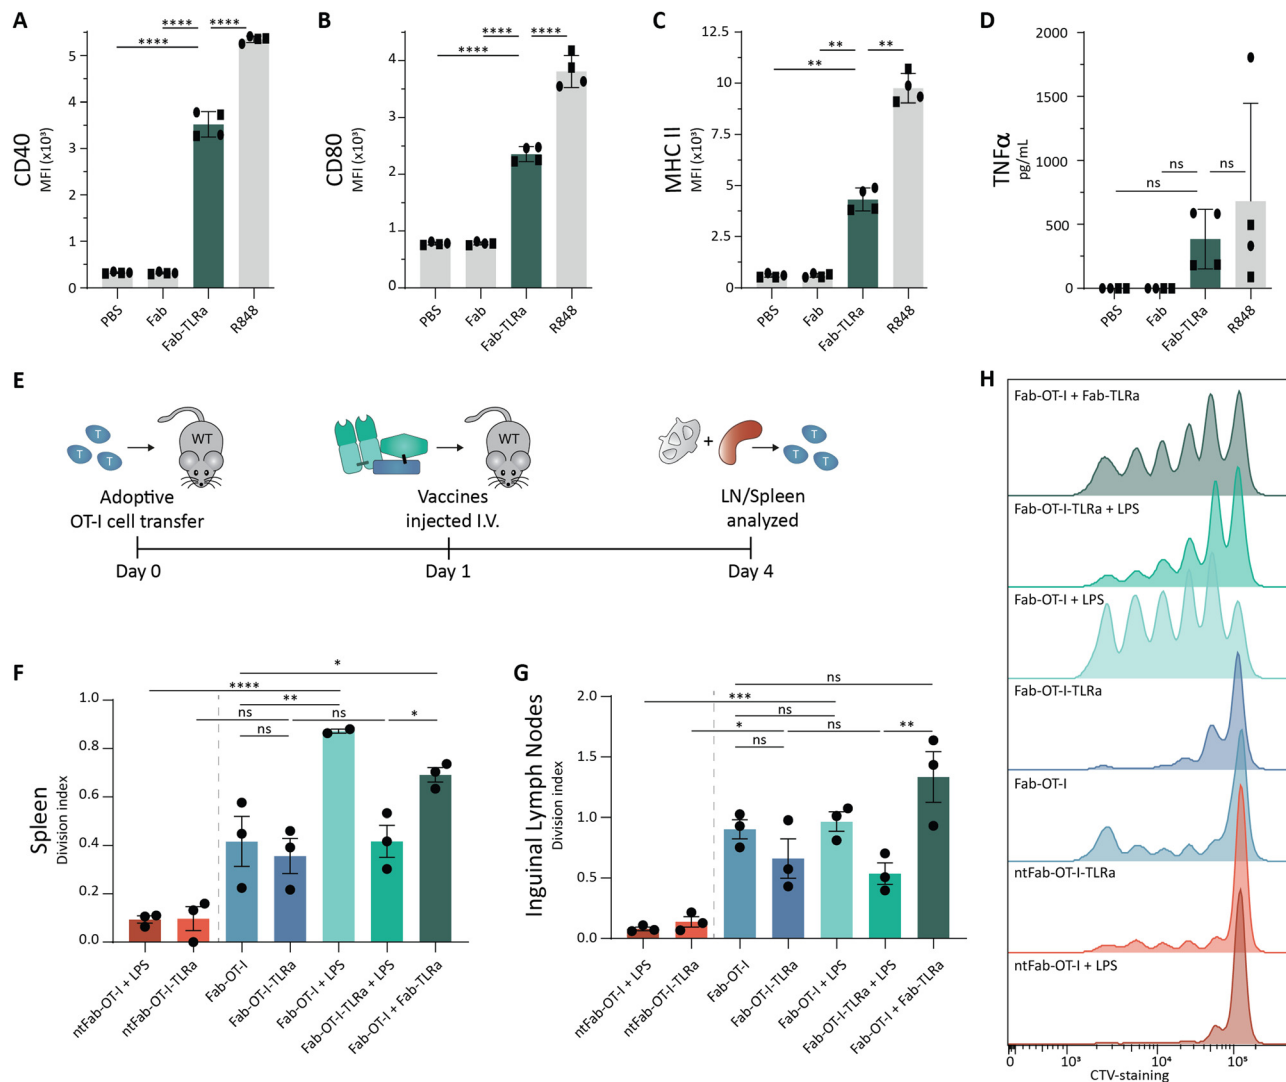 A
CD40
MFI (x10³)
5
4
3
2
1
0
****
****
****
PBS
Fab
Fab-TLRa
R848
B
CD80
MFI (x10³)
4
3
2
1
0
****
****
****
PBS
Fab
Fab-TLRa
R848
C
MHC II
MFI (x10³)
12.5
10
7.5
5
2.5
0
**
**
**
PBS
Fab
Fab-TLRa
R848
D
TNFα
pg/mL
2000
1500
1000
500
0
ns
ns
ns
PBS
Fab
Fab-TLRa
R848
E
T
T
T
WT
WT
+
T
T
T
Adoptive
OT-I cell transfer
Vaccines
injected I.V.
LN/Spleen
analyzed
Day 0
Day 1
Day 4
F
Spleen
Division index
1.0
0.8
0.6
0.4
0.2
0.0
*
****
**
ns
ns
*
ns
ntFab-OT-I + LPS
ntFab-OT-I-TLRa
Fab-OT-I
Fab-OT-I-TLRa
Fab-OT-I + LPS
Fab-OT-I-TLRa + LPS
Fab-OT-I + Fab-TLRa
G
Inguinal Lymph Nodes
Division index
2.0
1.5
1.0
0.5
0.0
ns
***
ns
*
ns
**
ns
ntFab-OT-I + LPS
ntFab-OT-I-TLRa
Fab-OT-I
Fab-OT-I-TLRa
Fab-OT-I + LPS
Fab-OT-I-TLRa + LPS
Fab-OT-I + Fab-TLRa
H
Fab-OT-I + Fab-TLRa
Fab-OT-I-TLRa + LPS
Fab-OT-I + LPS
Fab-OT-I-TLRa
Fab-OT-I
ntFab-OT-I-TLRa
ntFab-OT-I + LPS
0
10³
10⁴
10⁵
CTV-staining